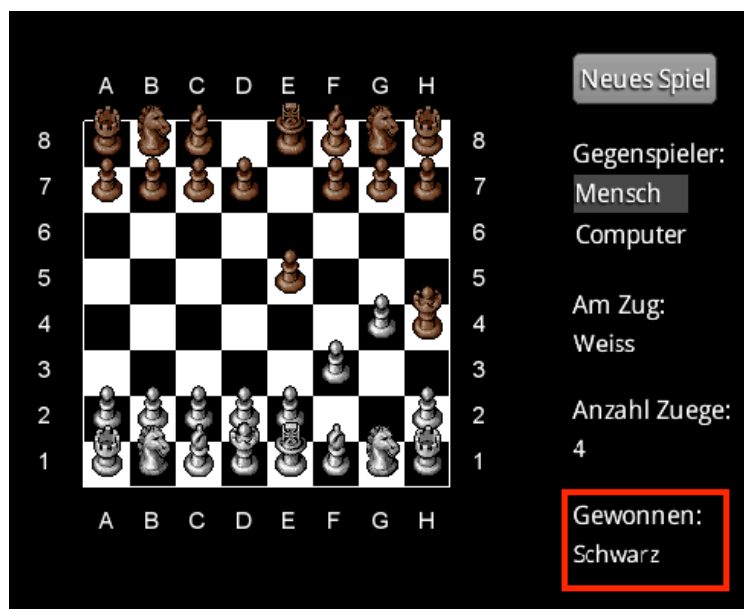 A B C D E F G H
8 8
7 7
6 6
5 5
4 4
3 3
2 2
1 1
A B C D E F G H
Neues Spiel
Gegenspieler:
Mensch
Computer
Am Zug:
Weiss
Anzahl Zuege:
4
Gewonnen:
Schwarz